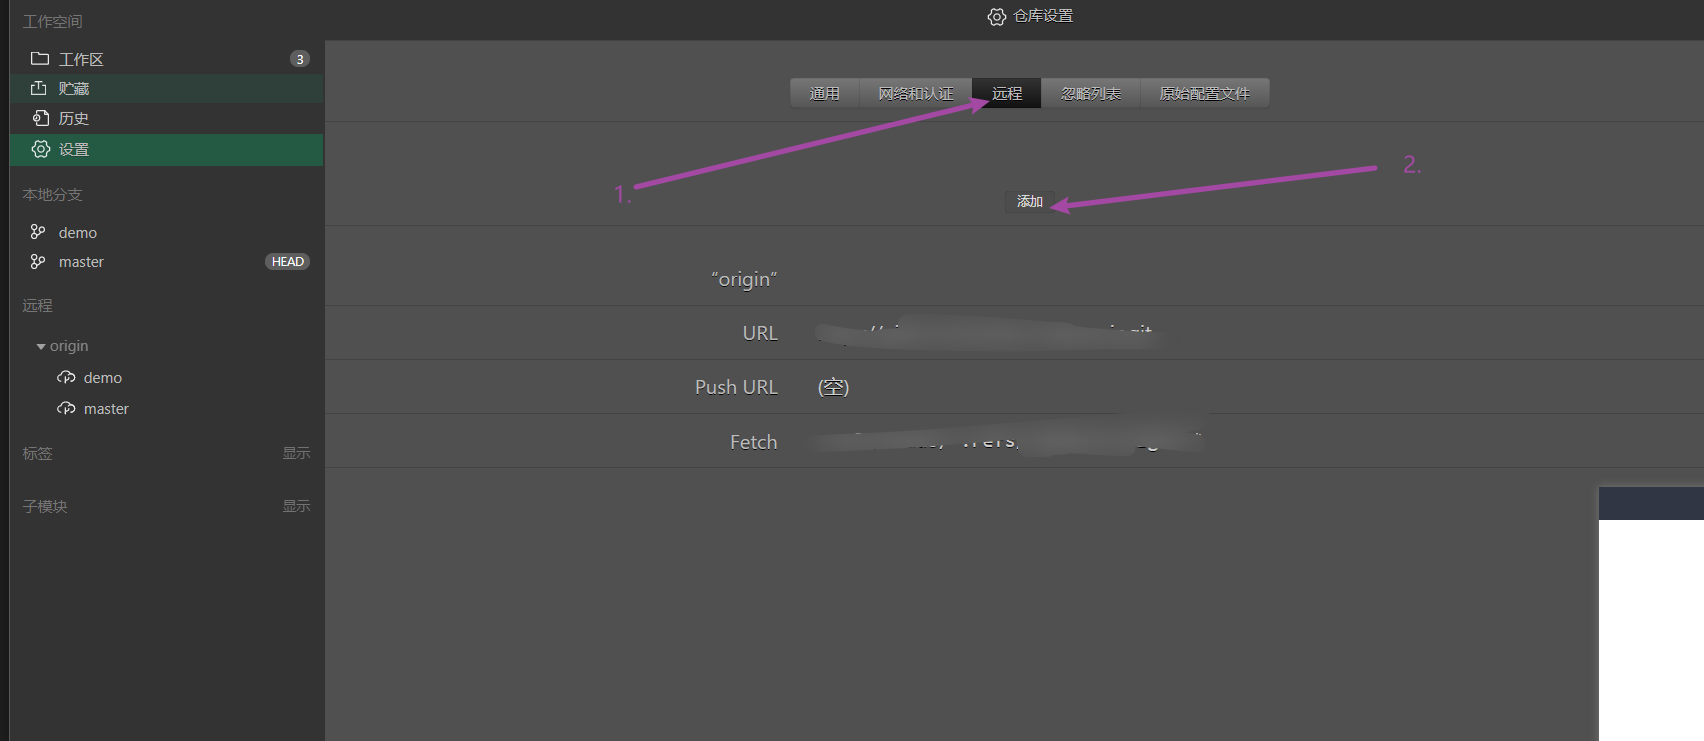 工作空间
工作区 3
贮藏
历史
设置
本地分支
demo
master HEAD
远程
origin
demo
master
标签 显示
子模块 显示
仓库设置
通用 网络和认证 远程 忽略列表 原始配置文件
1.
2.
添加
“origin”
URL
Push URL (空)
Fetch